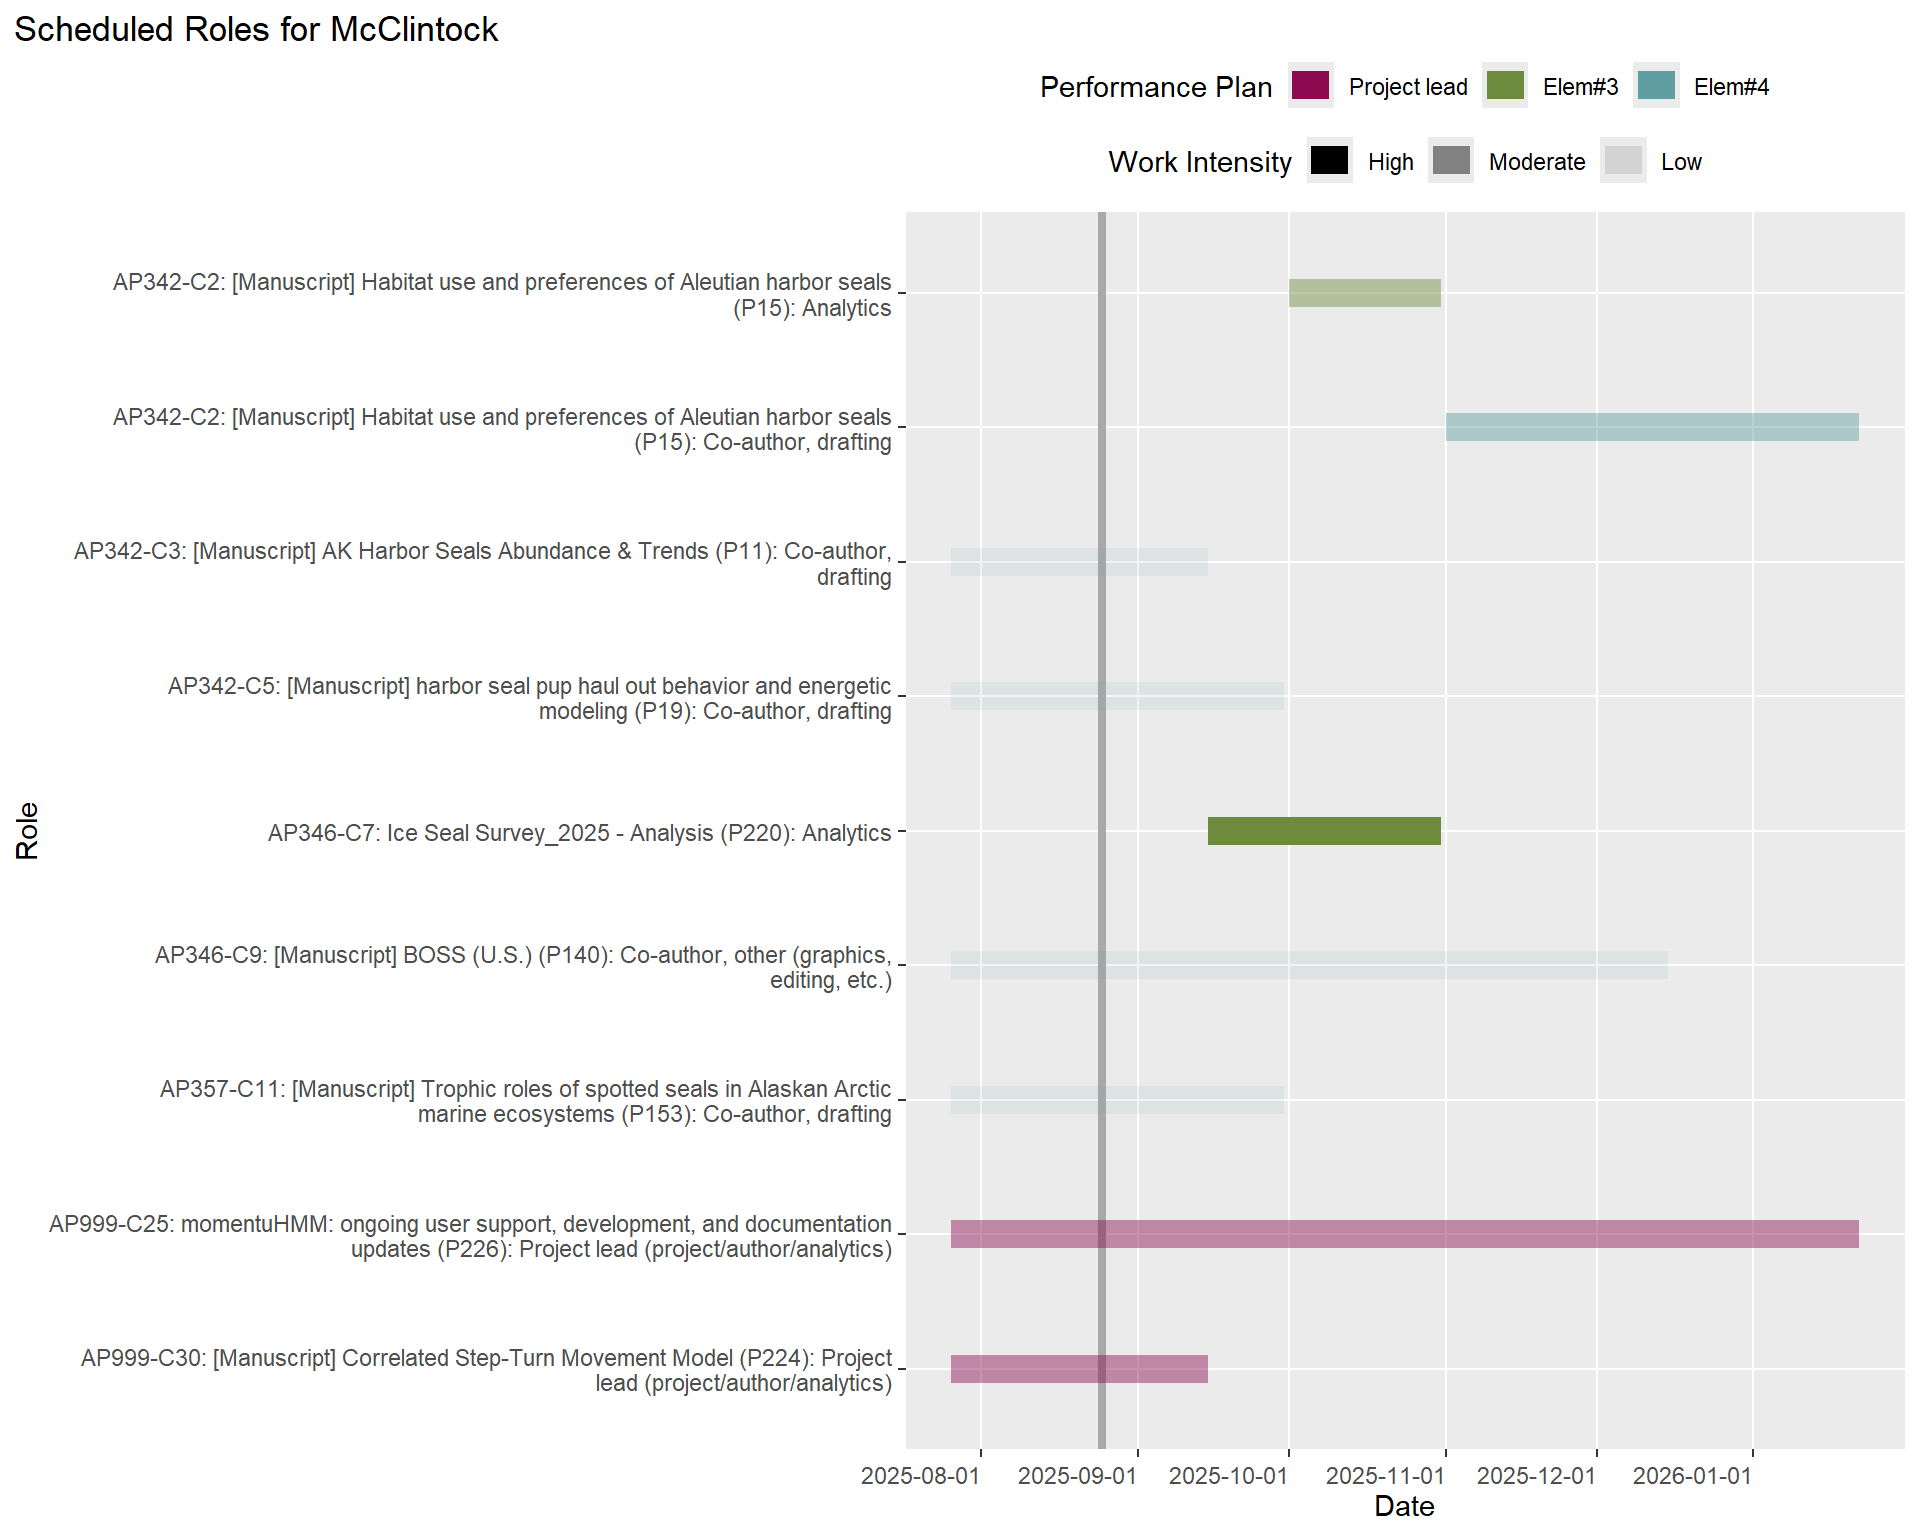 Scheduled Roles for McClintock
Performance Plan Project lead Elem#3 Elem#4
Work Intensity High Moderate Low
AP342-C2: [Manuscript] Habitat use and preferences of Aleutian harbor seals
(P15): Analytics
AP342-C2: [Manuscript] Habitat use and preferences of Aleutian harbor seals
(P15): Co-author, drafting
AP342-C3: [Manuscript] AK Harbor Seals Abundance & Trends (P11): Co-author,
drafting
AP342-C5: [Manuscript] harbor seal pup haul out behavior and energetic
modeling (P19): Co-author, drafting
Role
AP346-C7: Ice Seal Survey_2025 - Analysis (P220): Analytics
AP346-C9: [Manuscript] BOSS (U.S.) (P140): Co-author, other (graphics,
editing, etc.)
AP357-C11: [Manuscript] Trophic roles of spotted seals in Alaskan Arctic
marine ecosystems (P153): Co-author, drafting
AP999-C25: momentuHMM: ongoing user support, development, and documentation
updates (P226): Project lead (project/author/analytics)
AP999-C30: [Manuscript] Correlated Step-Turn Movement Model (P224): Project
lead (project/author/analytics)
2025-08-01 2025-09-01 2025-10-01 2025-11-01 2025-12-01 2026-01-01
Date